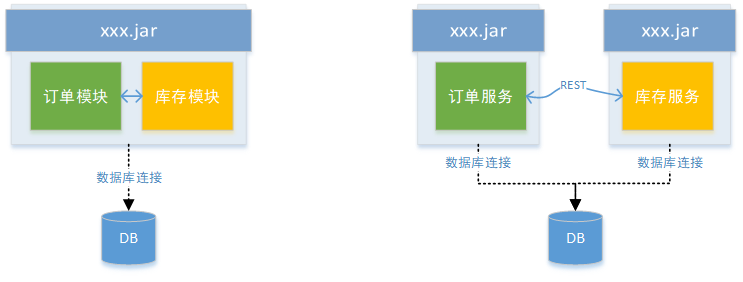 xxx.jar
订单模块
库存模块
数据库连接
DB
xxx.jar
xxx.jar
订单服务
REST
库存服务
数据库连接
数据库连接
DB